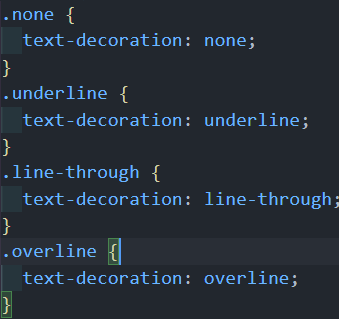 .none {
  text-decoration: none;
}
.underline {
  text-decoration: underline;
}
.line-through {
  text-decoration: line-through;
}
.overline {
  text-decoration: overline;
}